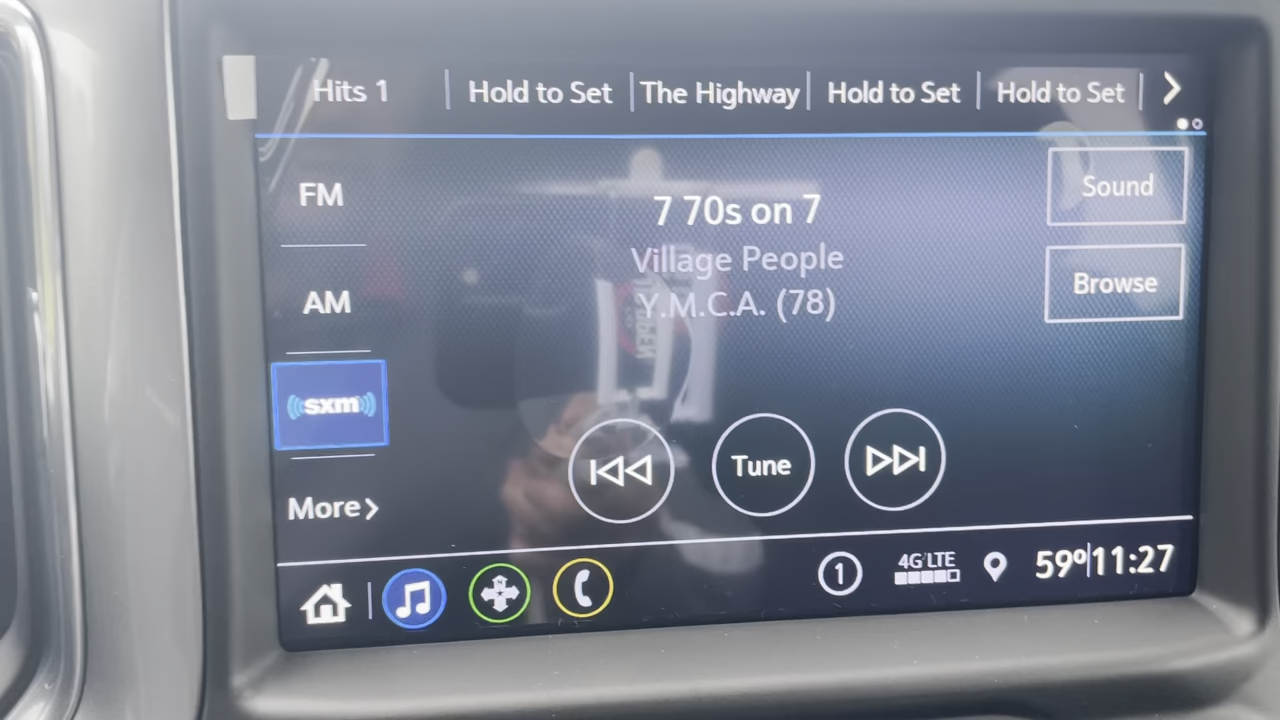 Hits 1 | Hold to Set | The Highway | Hold to Set | Hold to Set |
FM
7 70s on 7
Sound
Village People
Browse
AM
Y.M.C.A. (78)
sxm
Tune
More
1
4G LTE
59º|11:27